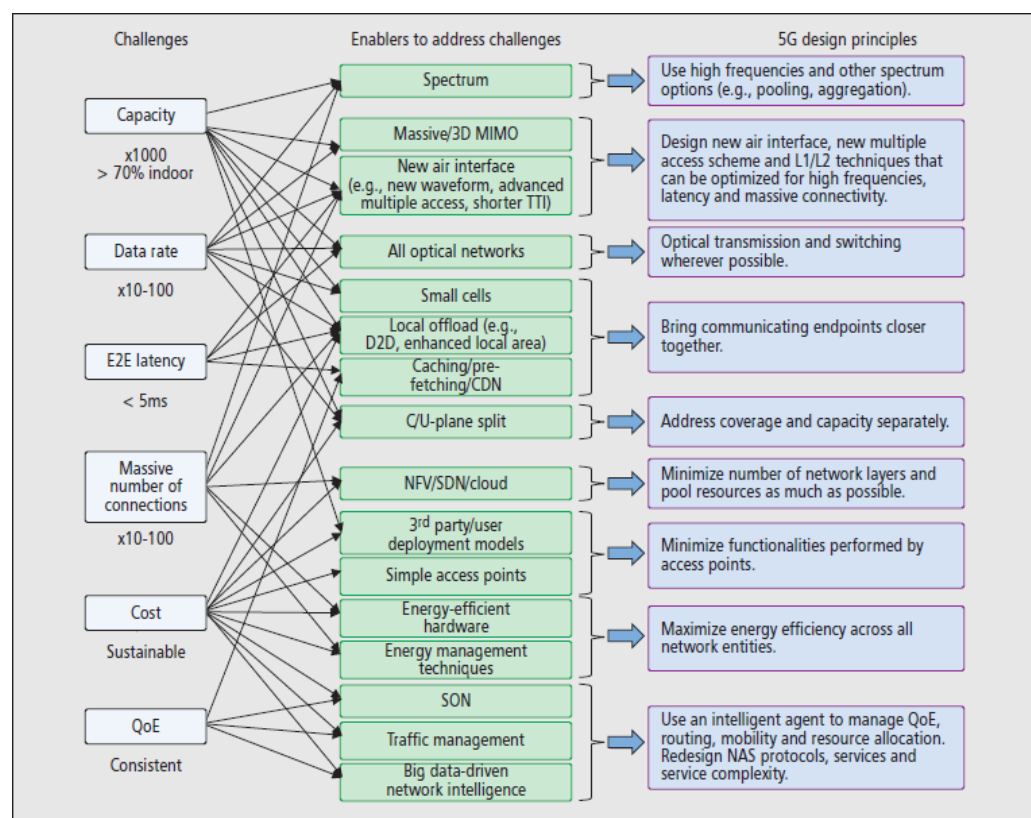 Challenges
Enablers to address challenges
5G design principles
Capacity
x1000
> 70% indoor
Data rate
x10-100
E2E latency
< 5ms
Massive
number of
connections
x10-100
Cost
Sustainable
QoE
Consistent
Spectrum
Massive/3D MIMO
New air interface
(e.g., new waveform, advanced
multiple access, shorter TTI)
All optical networks
Small cells
Local offload (e.g.,
D2D, enhanced local area)
Caching/pre-
fetching/CDN
C/U-plane split
NFV/SDN/cloud
3rd party/user
deployment models
Simple access points
Energy-efficient
hardware
Energy management
techniques
SON
Traffic management
Big data-driven
network intelligence
Use high frequencies and other spectrum
options (e.g., pooling, aggregation).
Design new air interface, new multiple
access scheme and L1/L2 techniques that
can be optimized for high frequencies,
latency and massive connectivity.
Optical transmission and switching
wherever possible.
Bring communicating endpoints closer
together.
Address coverage and capacity separately.
Minimize number of network layers and
pool resources as much as possible.
Minimize functionalities performed by
access points.
Maximize energy efficiency across all
network entities.
Use an intelligent agent to manage QoE,
routing, mobility and resource allocation.
Redesign NAS protocols, services and
service complexity.